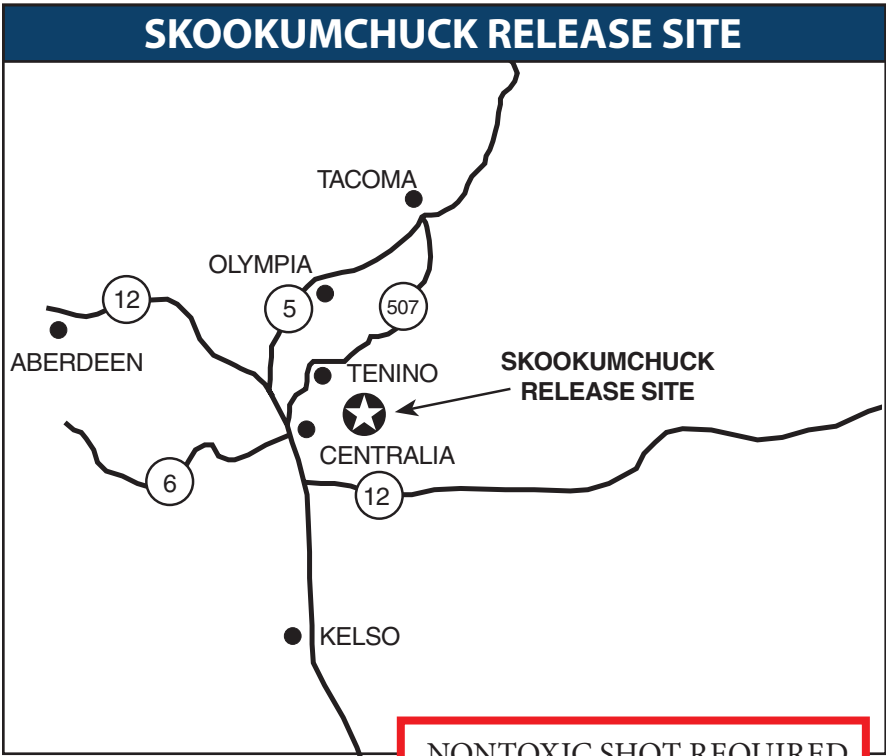 SKOOKUMCHUCK RELEASE SITE
TACOMA
OLYMPIA
12
5
507
ABERDEEN
TENINO
SKOOKUMCHUCK
RELEASE SITE
CENTRALIA
6
12
KELSO
NONTOXIC SHOT REQUIRED